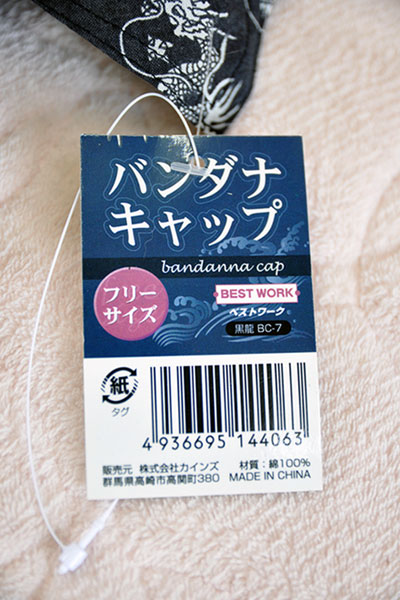 バンダナ
キャップ
bandanna cap
フリー
サイズ
BEST WORK
ベストワーク
黒龍 BC-7
紙
タグ
4 936695 144063
販売元 株式会社カインズ
群馬県高崎市高関町380
材質：綿100%
MADE IN CHINA